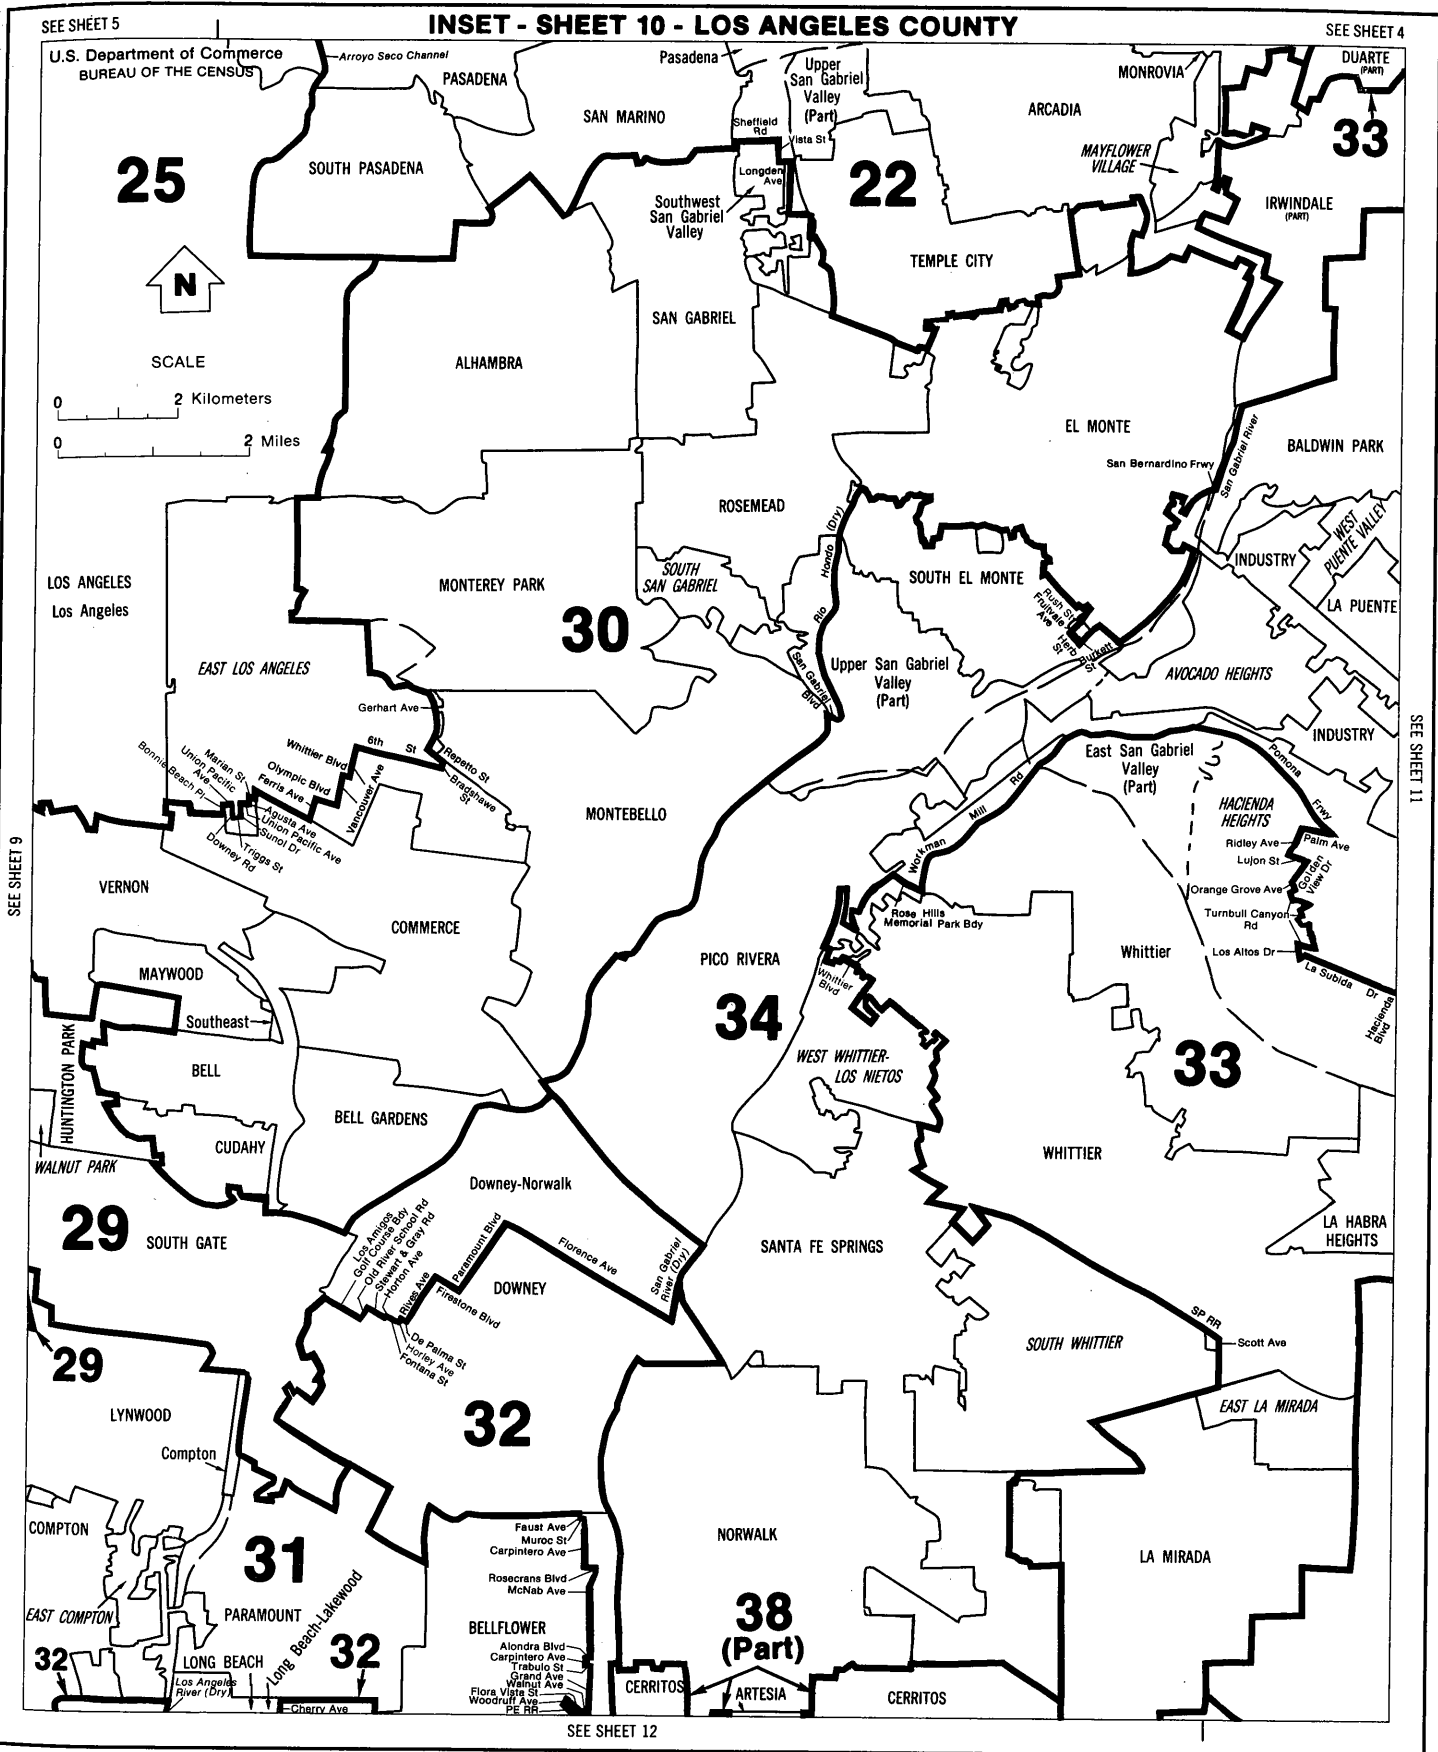 SEE SHEET 5
INSET - SHEET 10 - LOS ANGELES COUNTY
SEE SHEET 4
U.S. Department of Commerce
BUREAU OF THE CENSUS
Arroyo Seco Channel
PASADENA
Pasadena
Upper
San Gabriel
Valley
(Part)
MONROVIA
DUARTE
(PART)
33
SAN MARINO
ARCADIA
Sheffield
Rd
Vista St
25
SOUTH PASADENA
Longden
Ave
22
MAYFLOWER
VILLAGE
Southwest
San Gabriel
Valley
IRWINDALE
(PART)
TEMPLE CITY
N
SAN GABRIEL
SCALE
ALHAMBRA
0
2 Kilometers
0
2 Miles
EL MONTE
San Gabriel River
BALDWIN PARK
San Bernardino Frwy
ROSEMEAD
Rio
Hondo
(Dry)
WEST
PUENTE VALLEY
INDUSTRY
LOS ANGELES
Los Angeles
MONTEREY PARK
SOUTH
SAN GABRIEL
SOUTH EL MONTE
LA PUENTE
Rush St
Fruitvale
Ave
Herb
St
Burkett
St
30
EAST LOS ANGELES
San Gabriel
Blvd
Upper San Gabriel
Valley
(Part)
AVOCADO HEIGHTS
Gerhart Ave
INDUSTRY
SEE SHEET 11
6th
St
Whittier Blvd
Repetto St
Bradshawe
St
Marian St
Union Pacific
Ave
Bonnie Beach Pl
Olympic Blvd
Ferris Ave
Vancouver Ave
East San Gabriel
Valley
(Part)
Pomona
Frwy
Mill
Rd
Workman
HACIENDA
HEIGHTS
MONTEBELLO
Agusta Ave
Union Pacific Ave
Sunol Dr
Triggs St
Downey Rd
Ridley Ave
Palm Ave
Lujon St
Golden
View Dr
SEE SHEET 9
VERNON
Orange Grove Ave
COMMERCE
Rose Hills
Memorial Park Bdy
Turnbull Canyon
Rd
Whittier
Los Altos Dr
MAYWOOD
PICO RIVERA
Whittier
Blvd
La Subida
Dr
Hacienda
Blvd
34
Southeast
HUNTINGTON PARK
BELL
WEST WHITTIER-
LOS NIETOS
33
BELL GARDENS
CUDAHY
WALNUT PARK
WHITTIER
Downey-Norwalk
29
SOUTH GATE
Los Amigos
Golf Course Bdy
Old River School Rd
Stewart & Gray Rd
Horton Ave
Rives Ave
Paramount Blvd
Florence Ave
San Gabriel
River (Dry)
SANTA FE SPRINGS
LA HABRA
HEIGHTS
DOWNEY
Firestone Blvd
De Palma St
Horley Ave
Fontana St
SP RR
Scott Ave
SOUTH WHITTIER
29
32
EAST LA MIRADA
LYNWOOD
Compton
COMPTON
Faust Ave
Muroc St
Carpintero Ave
NORWALK
31
LA MIRADA
Rosecrans Blvd
McNab Ave
EAST COMPTON
PARAMOUNT
Long Beach-Lakewood
BELLFLOWER
38
(Part)
32
LONG BEACH
32
Alondra Blvd
Carpintero Ave
Trabulo St
Grand Ave
Walnut Ave
Flora Vista St
Woodruff Ave
PE RR
Los Angeles
River (Dry)
Cherry Ave
CERRITOS
ARTESIA
CERRITOS
SEE SHEET 12